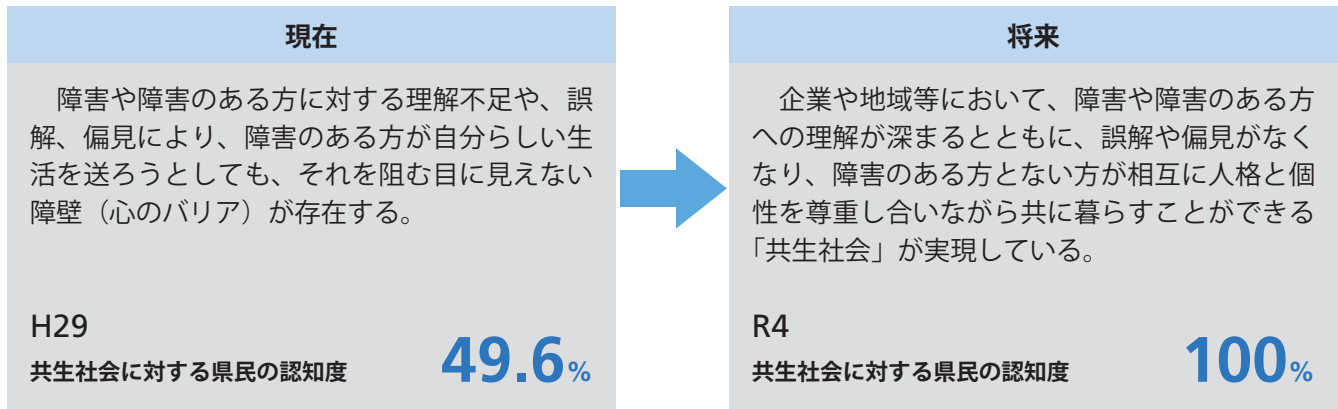 現在
障害や障害のある方に対する理解不足や、誤
解、偏見により、障害のある方が自分らしい生
活を送ろうとしても、それを阻む目に見えない
障壁（心のバリア）が存在する。
H29
共生社会に対する県民の認知度
49.6%
将来
企業や地域等において、障害や障害のある方
への理解が深まるとともに、誤解や偏見がなく
なり、障害のある方とない方が相互に人格と個
性を尊重し合いながら共に暮らすことができる
「共生社会」が実現している。
R4
共生社会に対する県民の認知度
100%